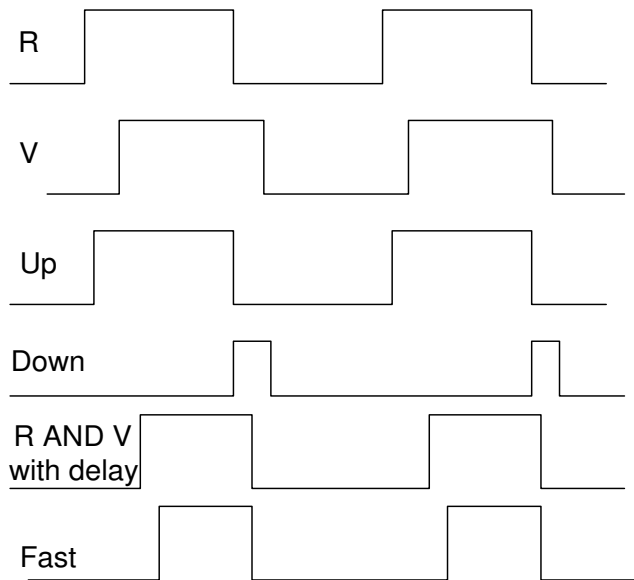 R
V
Up
Down
R AND V
with delay
Fast